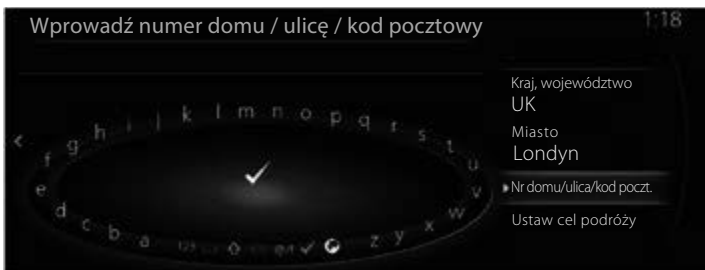 Wprowadź numer domu / ulicę / kod pocztowy
1:18
Kraj, województwo
UK
Miasto
Londyn
Nr domu/ulica/kod poczt.
Ustaw cel podróży
a b c d e f g h i j k l m n o p q r s t u v w x y z
123